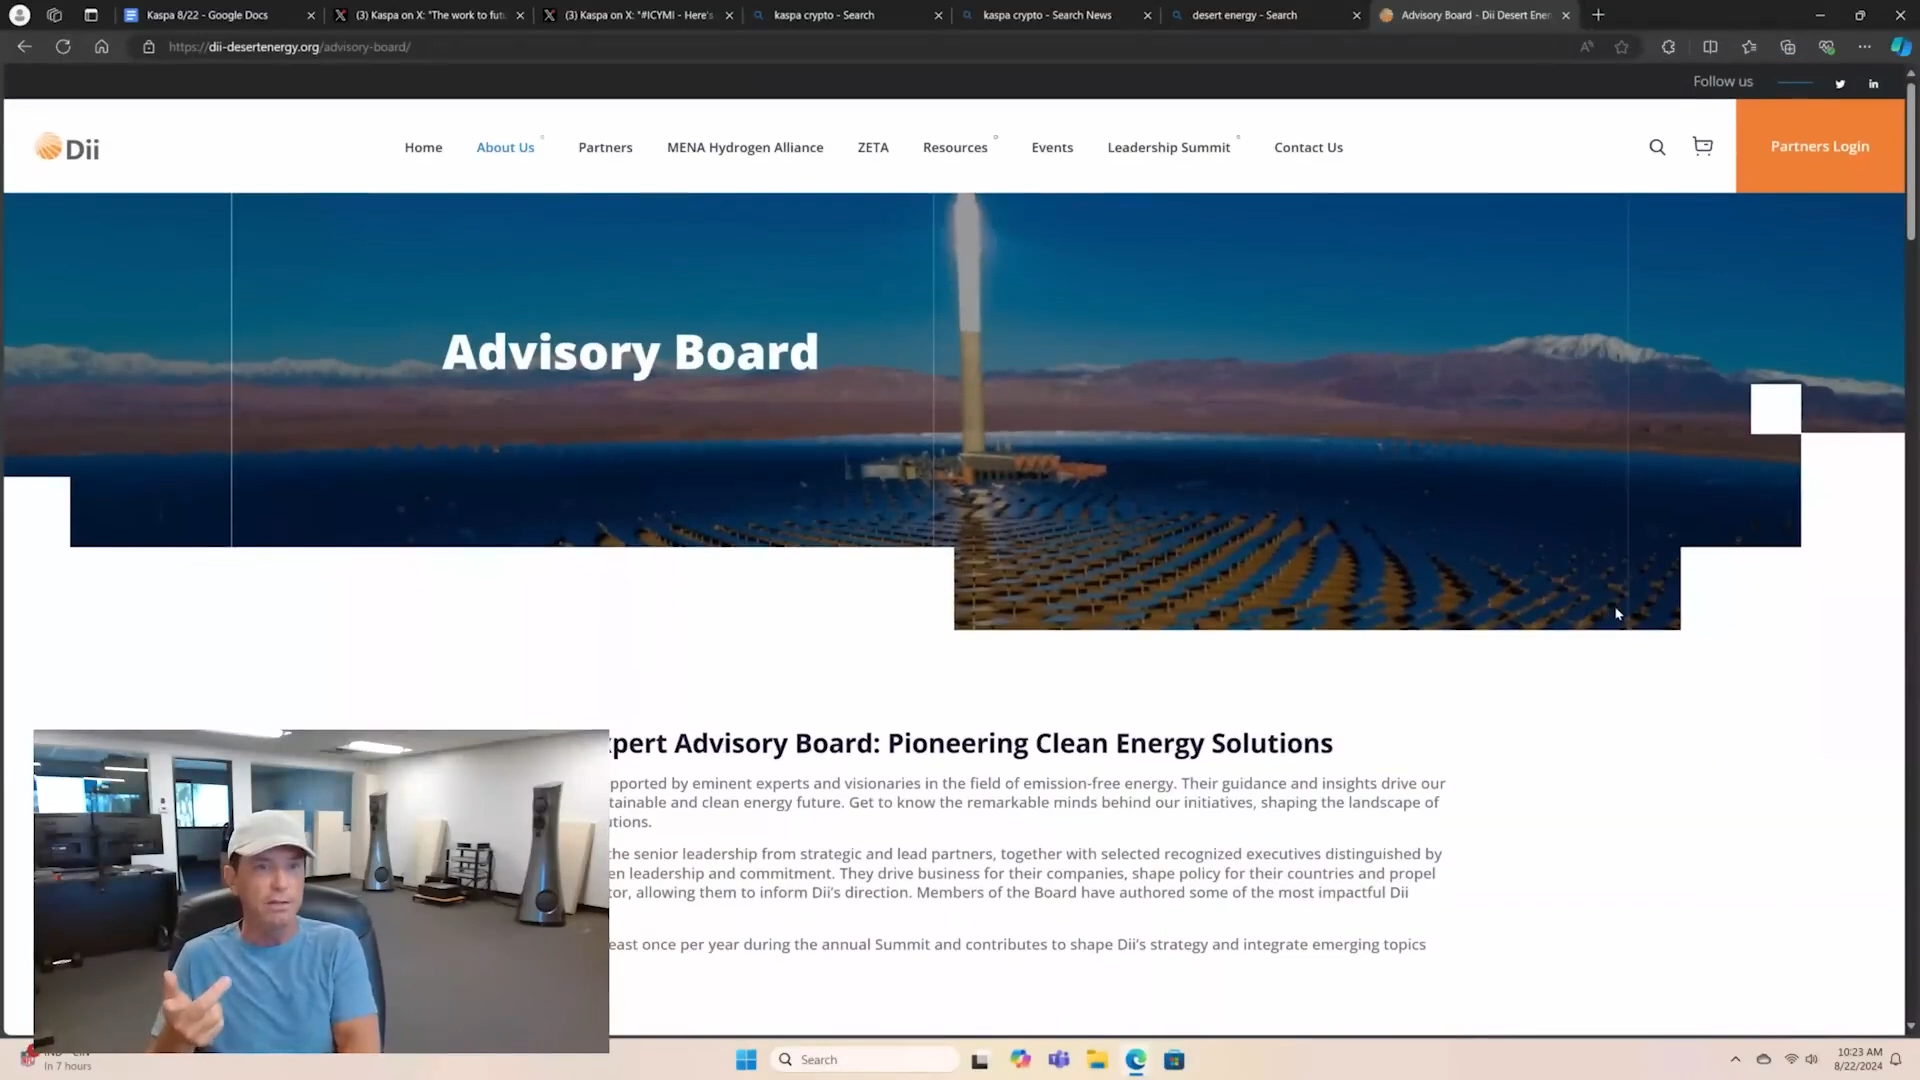 Kaspa 8/22 - Google Docs
(3) Kaspa on X: "The work to futu
(3) Kaspa on X: "#ICYMI - Here's
kaspa crypto - Search
kaspa crypto - Search News
desert energy - Search
Advisory Board - Dii Desert Ener
https://dii-desertenergy.org/advisory-board/
Follow us
Dii
Home
About Us
Partners
MENA Hydrogen Alliance
ZETA
Resources
Events
Leadership Summit
Contact Us
Partners Login
Advisory Board
xpert Advisory Board: Pioneering Clean Energy Solutions
pported by eminent experts and visionaries in the field of emission-free energy. Their guidance and insights drive our
tainable and clean energy future. Get to know the remarkable minds behind our initiatives, shaping the landscape of
utions.
he senior leadership from strategic and lead partners, together with selected recognized executives distinguished by
en leadership and commitment. They drive business for their companies, shape policy for their countries and propel
tor, allowing them to inform Dii's direction. Members of the Board have authored some of the most impactful Dii
east once per year during the annual Summit and contributes to shape Dii's strategy and integrate emerging topics
In 7 hours
Search
10:23 AM
8/22/2024